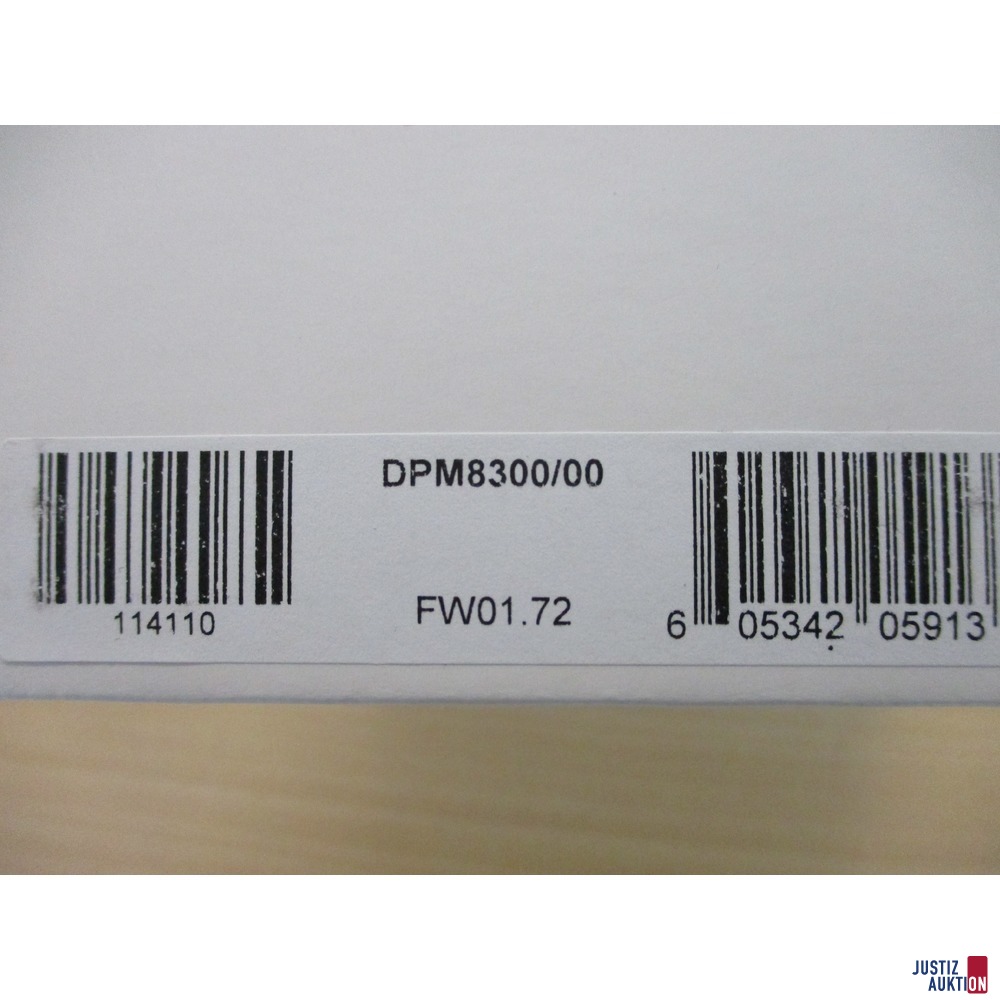 DPM8300/00
114110
FW01.72
6 05342 05913
JUSTIZ
AUKTION